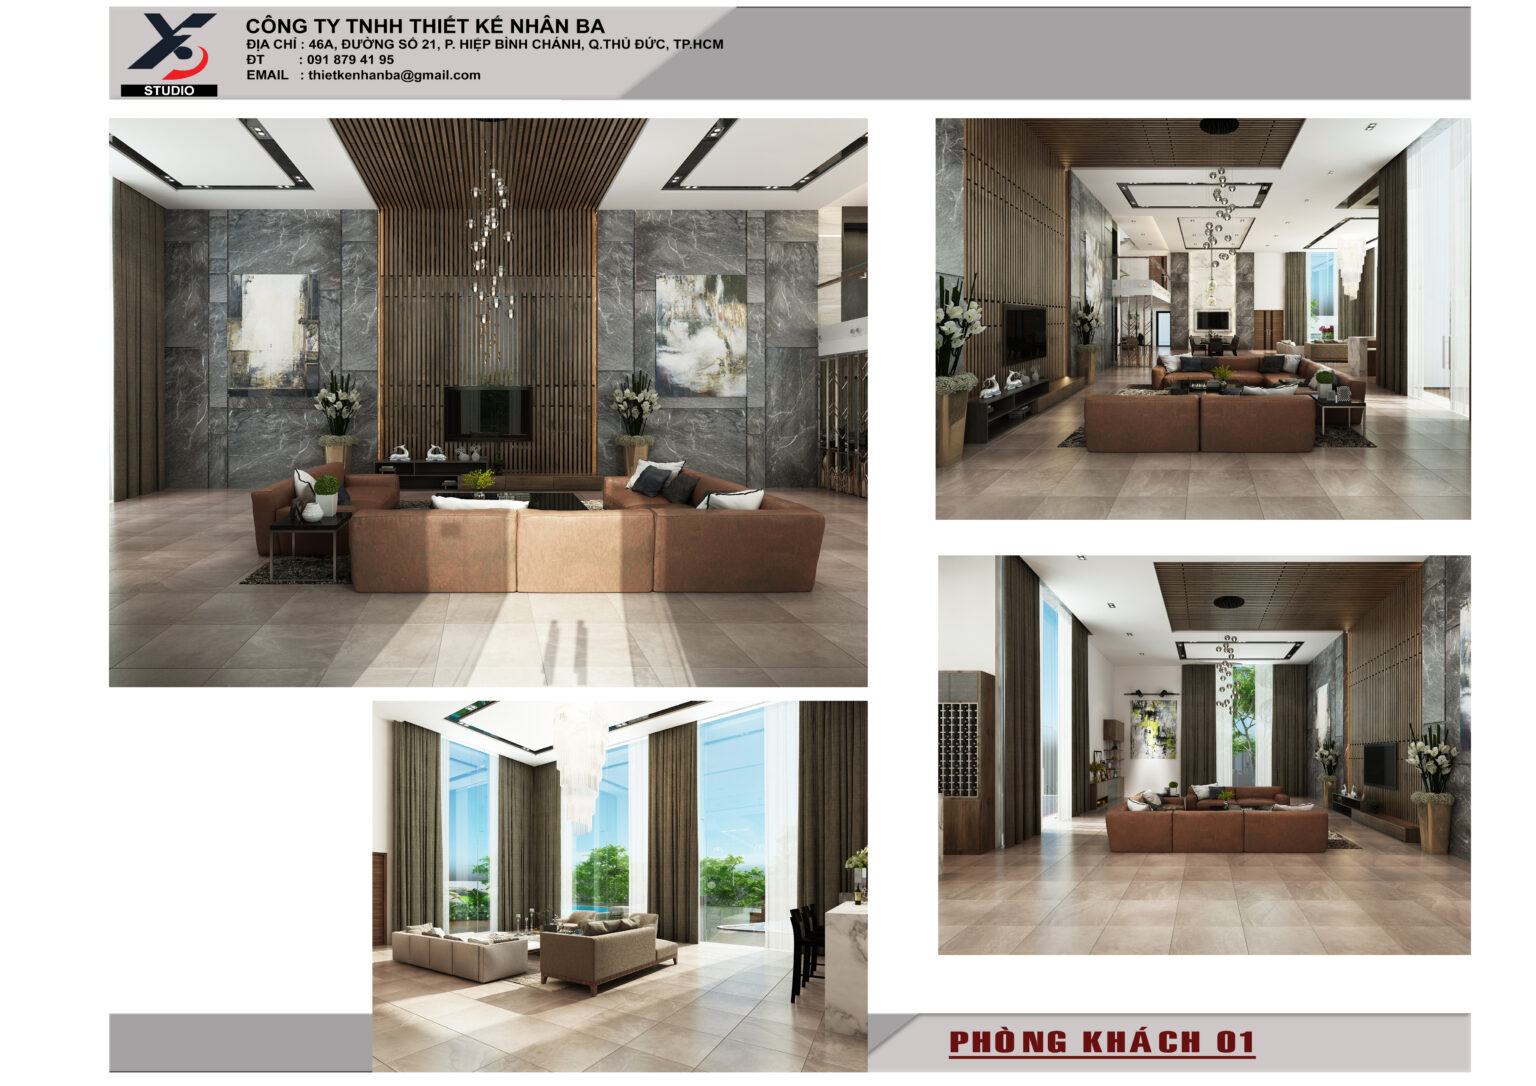 CÔNG TY TNHH THIẾT KẾ NHÂN BA
ĐỊA CHỈ : 46A, ĐƯỜNG SỐ 21, P. HIỆP BÌNH CHÁNH, Q.THỦ ĐỨC, TP.HCM
ĐT : 091 879 41 95
EMAIL : thietkenhanba@gmail.com
STUDIO
PHÒNG KHÁCH 01